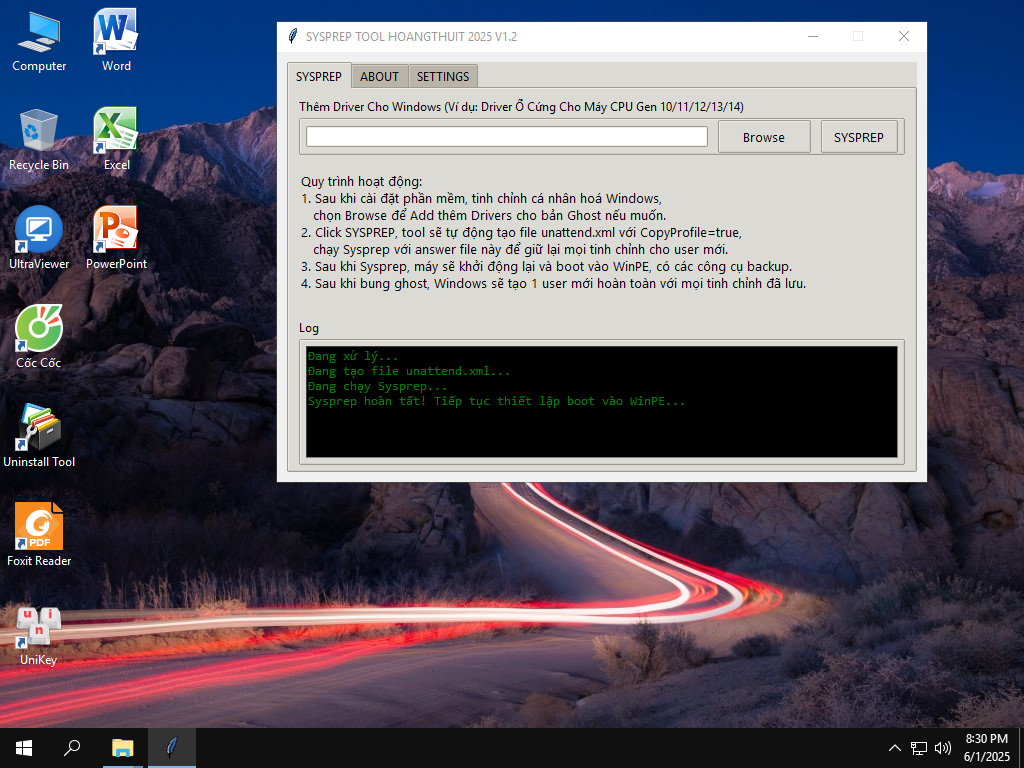 SYSPREP TOOL HOANGTHUIT 2025 V1.2
SYSPREP
ABOUT
SETTINGS
Thêm Driver Cho Windows (Ví dụ: Driver Ổ Cứng Cho Máy CPU Gen 10/11/12/13/14)
Browse
SYSPREP
Quy trình hoạt động:
1. Sau khi cài đặt phần mềm, tinh chỉnh cá nhân hoá Windows,
chọn Browse để Add thêm Drivers cho bản Ghost nếu muốn.
2. Click SYSPREP, tool sẽ tự động tạo file unattend.xml với CopyProfile=true,
chạy Sysprep với answer file này để giữ lại mọi tinh chỉnh cho user mới.
3. Sau khi Sysprep, máy sẽ khởi động lại và boot vào WinPE, có các công cụ backup.
4. Sau khi bung ghost, Windows sẽ tạo 1 user mới hoàn toàn với mọi tinh chỉnh đã lưu.
Log
Đang xử lý...
Đang tạo file unattend.xml...
Đang chạy Sysprep...
Sysprep hoàn tất! Tiếp tục thiết lập boot vào WinPE...
Computer
Word
Recycle Bin
Excel
UltraViewer
PowerPoint
Cốc Cốc
Uninstall Tool
PDF
Foxit Reader
u i
n
UniKey
8:30 PM
6/1/2025